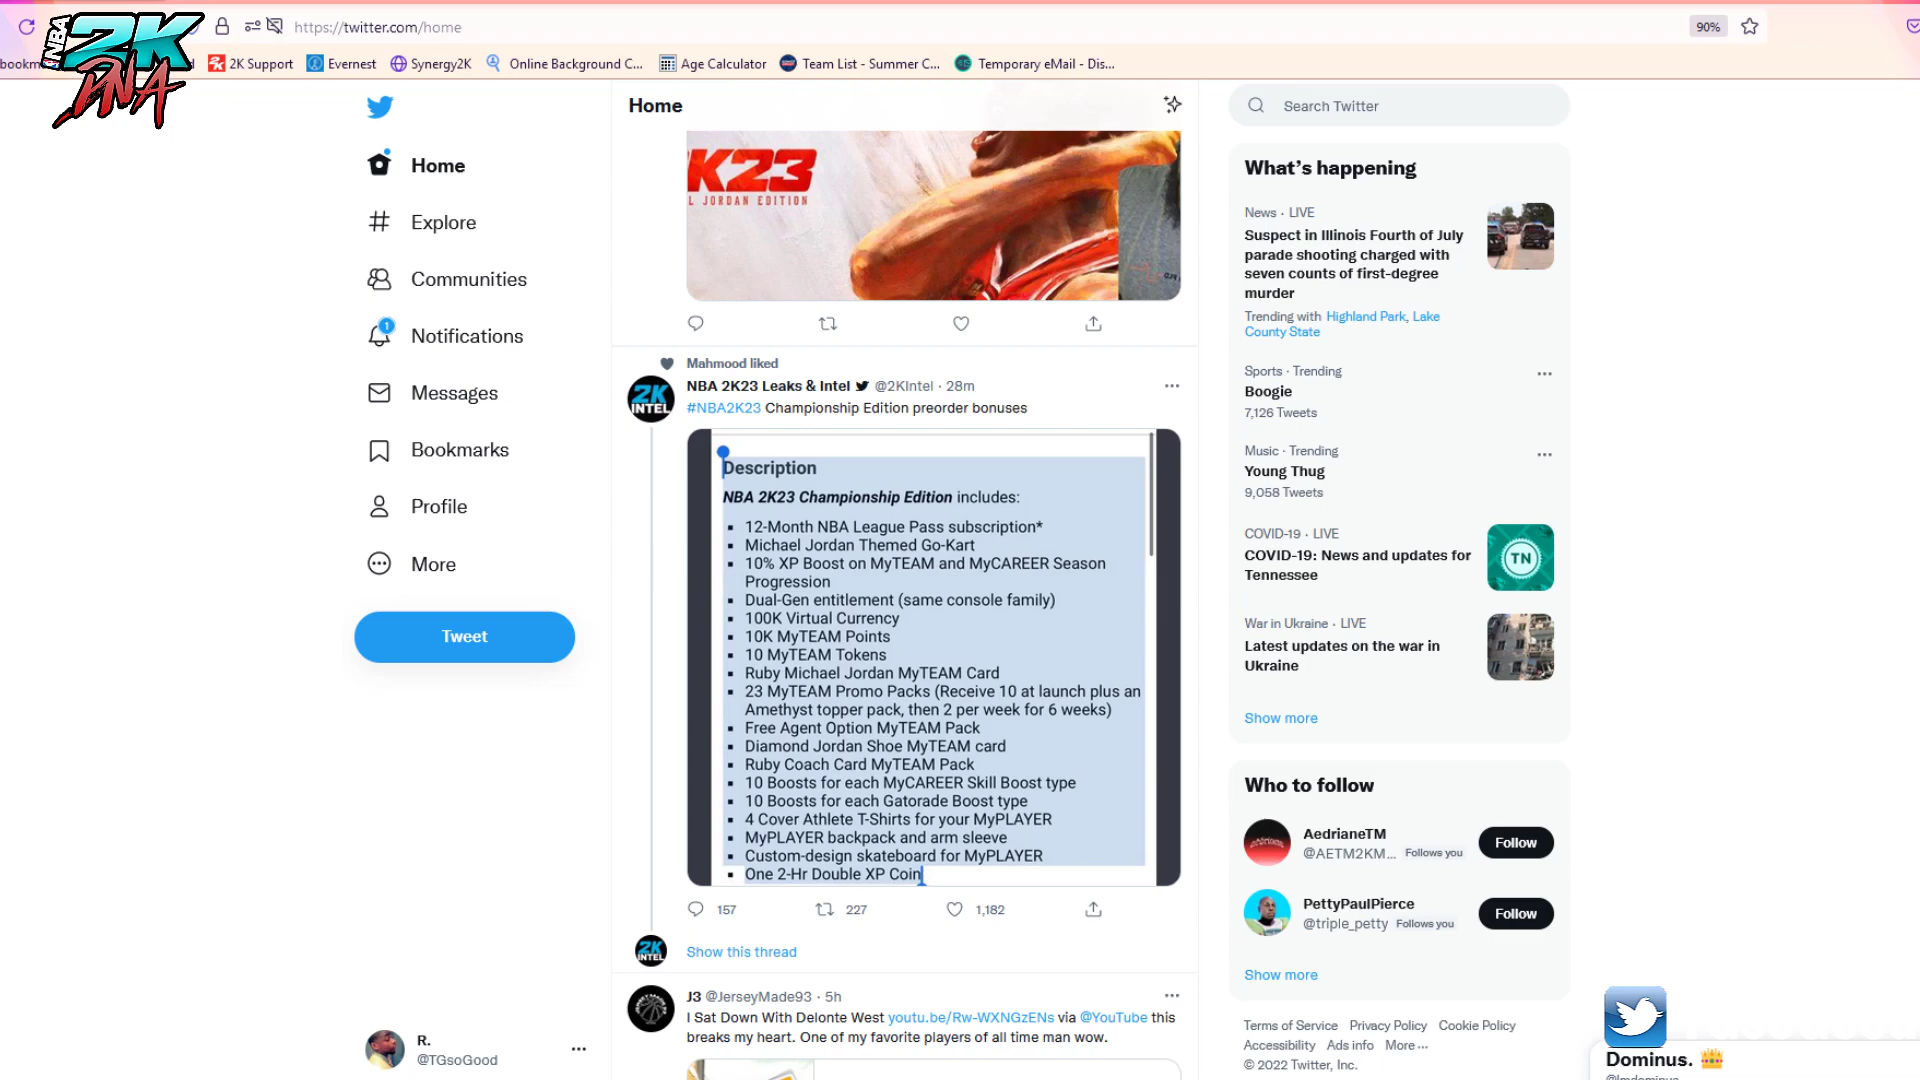 NBA 2K
DNA
https://twitter.com/home
90%
2K Support
Evernest
Synergy2K
Online Background C...
Age Calculator
Team List - Summer C...
Temporary eMail - Dis...
Home
Explore
Communities
1
Notifications
Messages
Bookmarks
Profile
More
Tweet
R.
@TGsoGood
Home
K23
L JORDAN EDITION
Mahmood liked
NBA 2K23 Leaks & Intel @2KIntel · 28m
#NBA2K23 Championship Edition preorder bonuses
2K
INTEL
Description
NBA 2K23 Championship Edition includes:
12-Month NBA League Pass subscription*
Michael Jordan Themed Go-Kart
10% XP Boost on MyTEAM and MyCAREER Season
Progression
Dual-Gen entitlement (same console family)
100K Virtual Currency
10K MyTEAM Points
10 MyTEAM Tokens
Ruby Michael Jordan MyTEAM Card
23 MyTEAM Promo Packs (Receive 10 at launch plus an
Amethyst topper pack, then 2 per week for 6 weeks)
Free Agent Option MyTEAM Pack
Diamond Jordan Shoe MyTEAM card
Ruby Coach Card MyTEAM Pack
10 Boosts for each MyCAREER Skill Boost type
10 Boosts for each Gatorade Boost type
4 Cover Athlete T-Shirts for your MyPLAYER
MyPLAYER backpack and arm sleeve
Custom-design skateboard for MyPLAYER
One 2-Hr Double XP Coin
157 227 1,182
2K
INTEL
Show this thread
J3 @JerseyMade93 · 5h
I Sat Down With Delonte West youtu.be/Rw-WXNGzENs via @YouTube this
breaks my heart. One of my favorite players of all time man wow.
Search Twitter
What's happening
News · LIVE
Suspect in Illinois Fourth of July
parade shooting charged with
seven counts of first-degree
murder
Trending with Highland Park, Lake
County State
Sports · Trending
Boogie
7,126 Tweets
Music · Trending
Young Thug
9,058 Tweets
COVID-19 · LIVE
COVID-19: News and updates for
Tennessee
TN
War in Ukraine · LIVE
Latest updates on the war in
Ukraine
Show more
Who to follow
AedrianeTM
@AETM2KM... Follows you
Follow
PettyPaulPierce
@triple_petty Follows you
Follow
Show more
Terms of Service Privacy Policy Cookie Policy
Accessibility Ads info More ...
© 2022 Twitter, Inc.
Dominus.